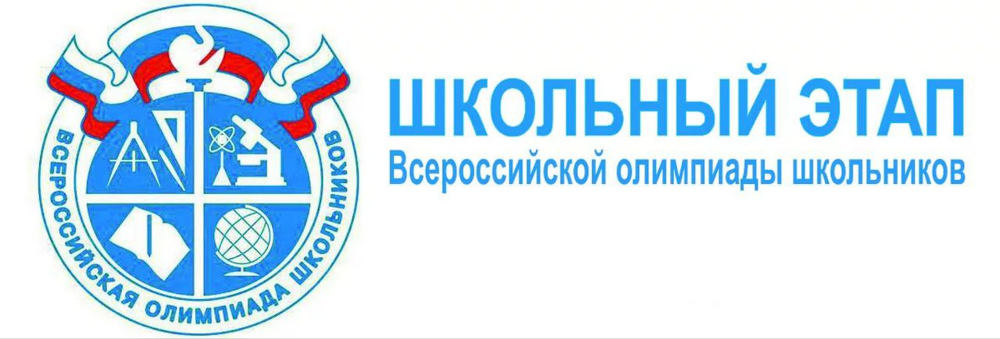 ВСЕРОССИЙСКАЯ ОЛИМПИАДА ШКОЛЬНИКОВ
ШКОЛЬНЫЙ ЭТАП
Всероссийской олимпиады школьников